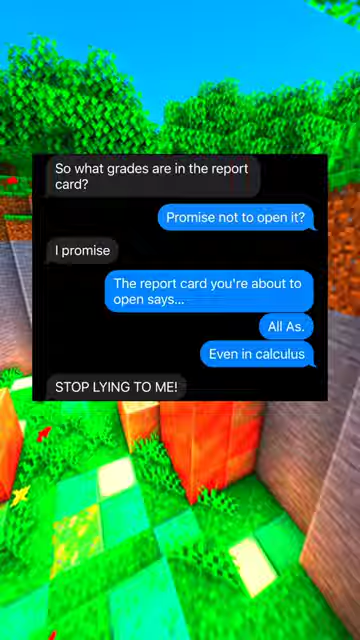 So what grades are in the report
card?
Promise not to open it?
I promise
The report card you're about to
open says...
All As.
Even in calculus
STOP LYING TO ME!